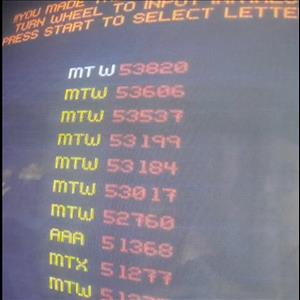 #YOU MADE
TURN WHEEL TO INPUT
PRESS START TO SELECT LETTE
MTW 53820
MTW 53606
MTW 53537
MTW 53199
MTW 53184
MTW 53017
MTW 52760
AAA 51368
MTX 51277
MTW